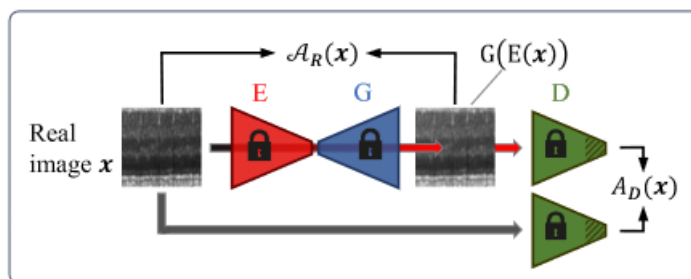 𝒜_R(𝒙)
G(E(𝒙))
E
G
D
Real
image 𝒙
A_D(𝒙)